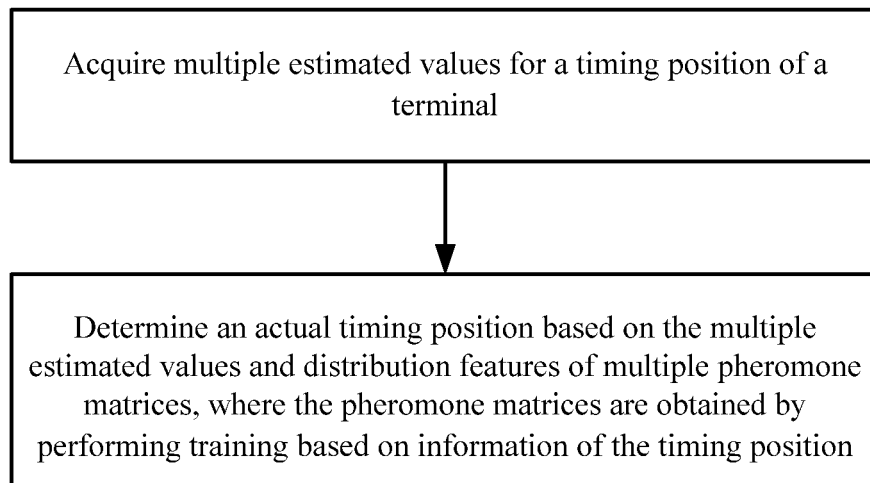 Acquire multiple estimated values for a timing position of a
terminal
Determine an actual timing position based on the multiple
estimated values and distribution features of multiple pheromone
matrices, where the pheromone matrices are obtained by
performing training based on information of the timing position